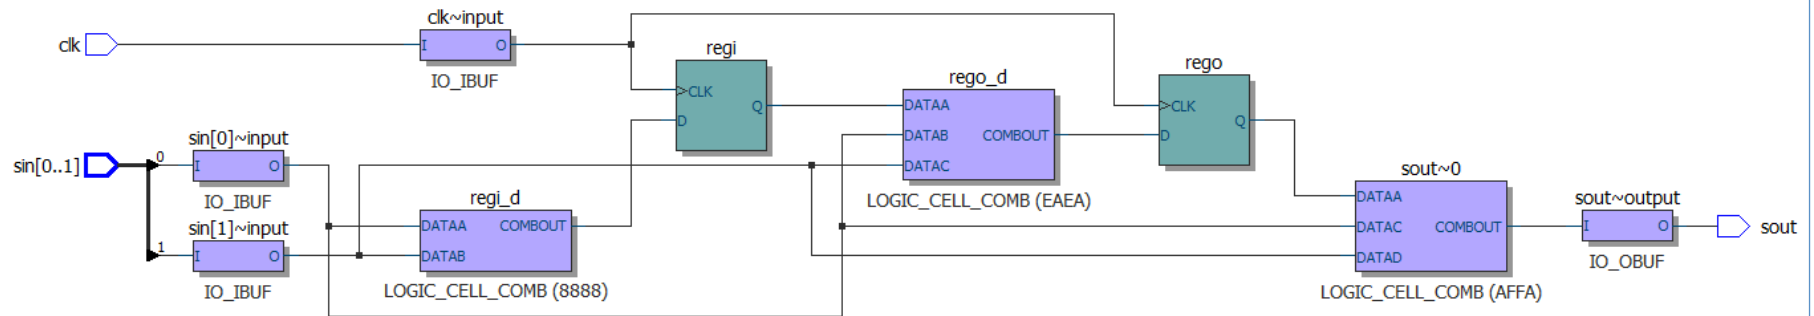 clk~input
clk
I
O
IO_IBUF
regi
CLK
Q
D
rego_d
DATAA
DATAB
COMBOUT
DATAC
LOGIC_CELL_COMB (EAEA)
rego
CLK
Q
D
sin[0..1]
0
1
sin[0]~input
I
O
IO_IBUF
sin[1]~input
I
O
IO_IBUF
regi_d
DATAA
COMBOUT
DATAB
LOGIC_CELL_COMB (8888)
sout~0
DATAA
DATAC
COMBOUT
DATAD
LOGIC_CELL_COMB (AFFA)
sout~output
I
O
IO_OBUF
sout